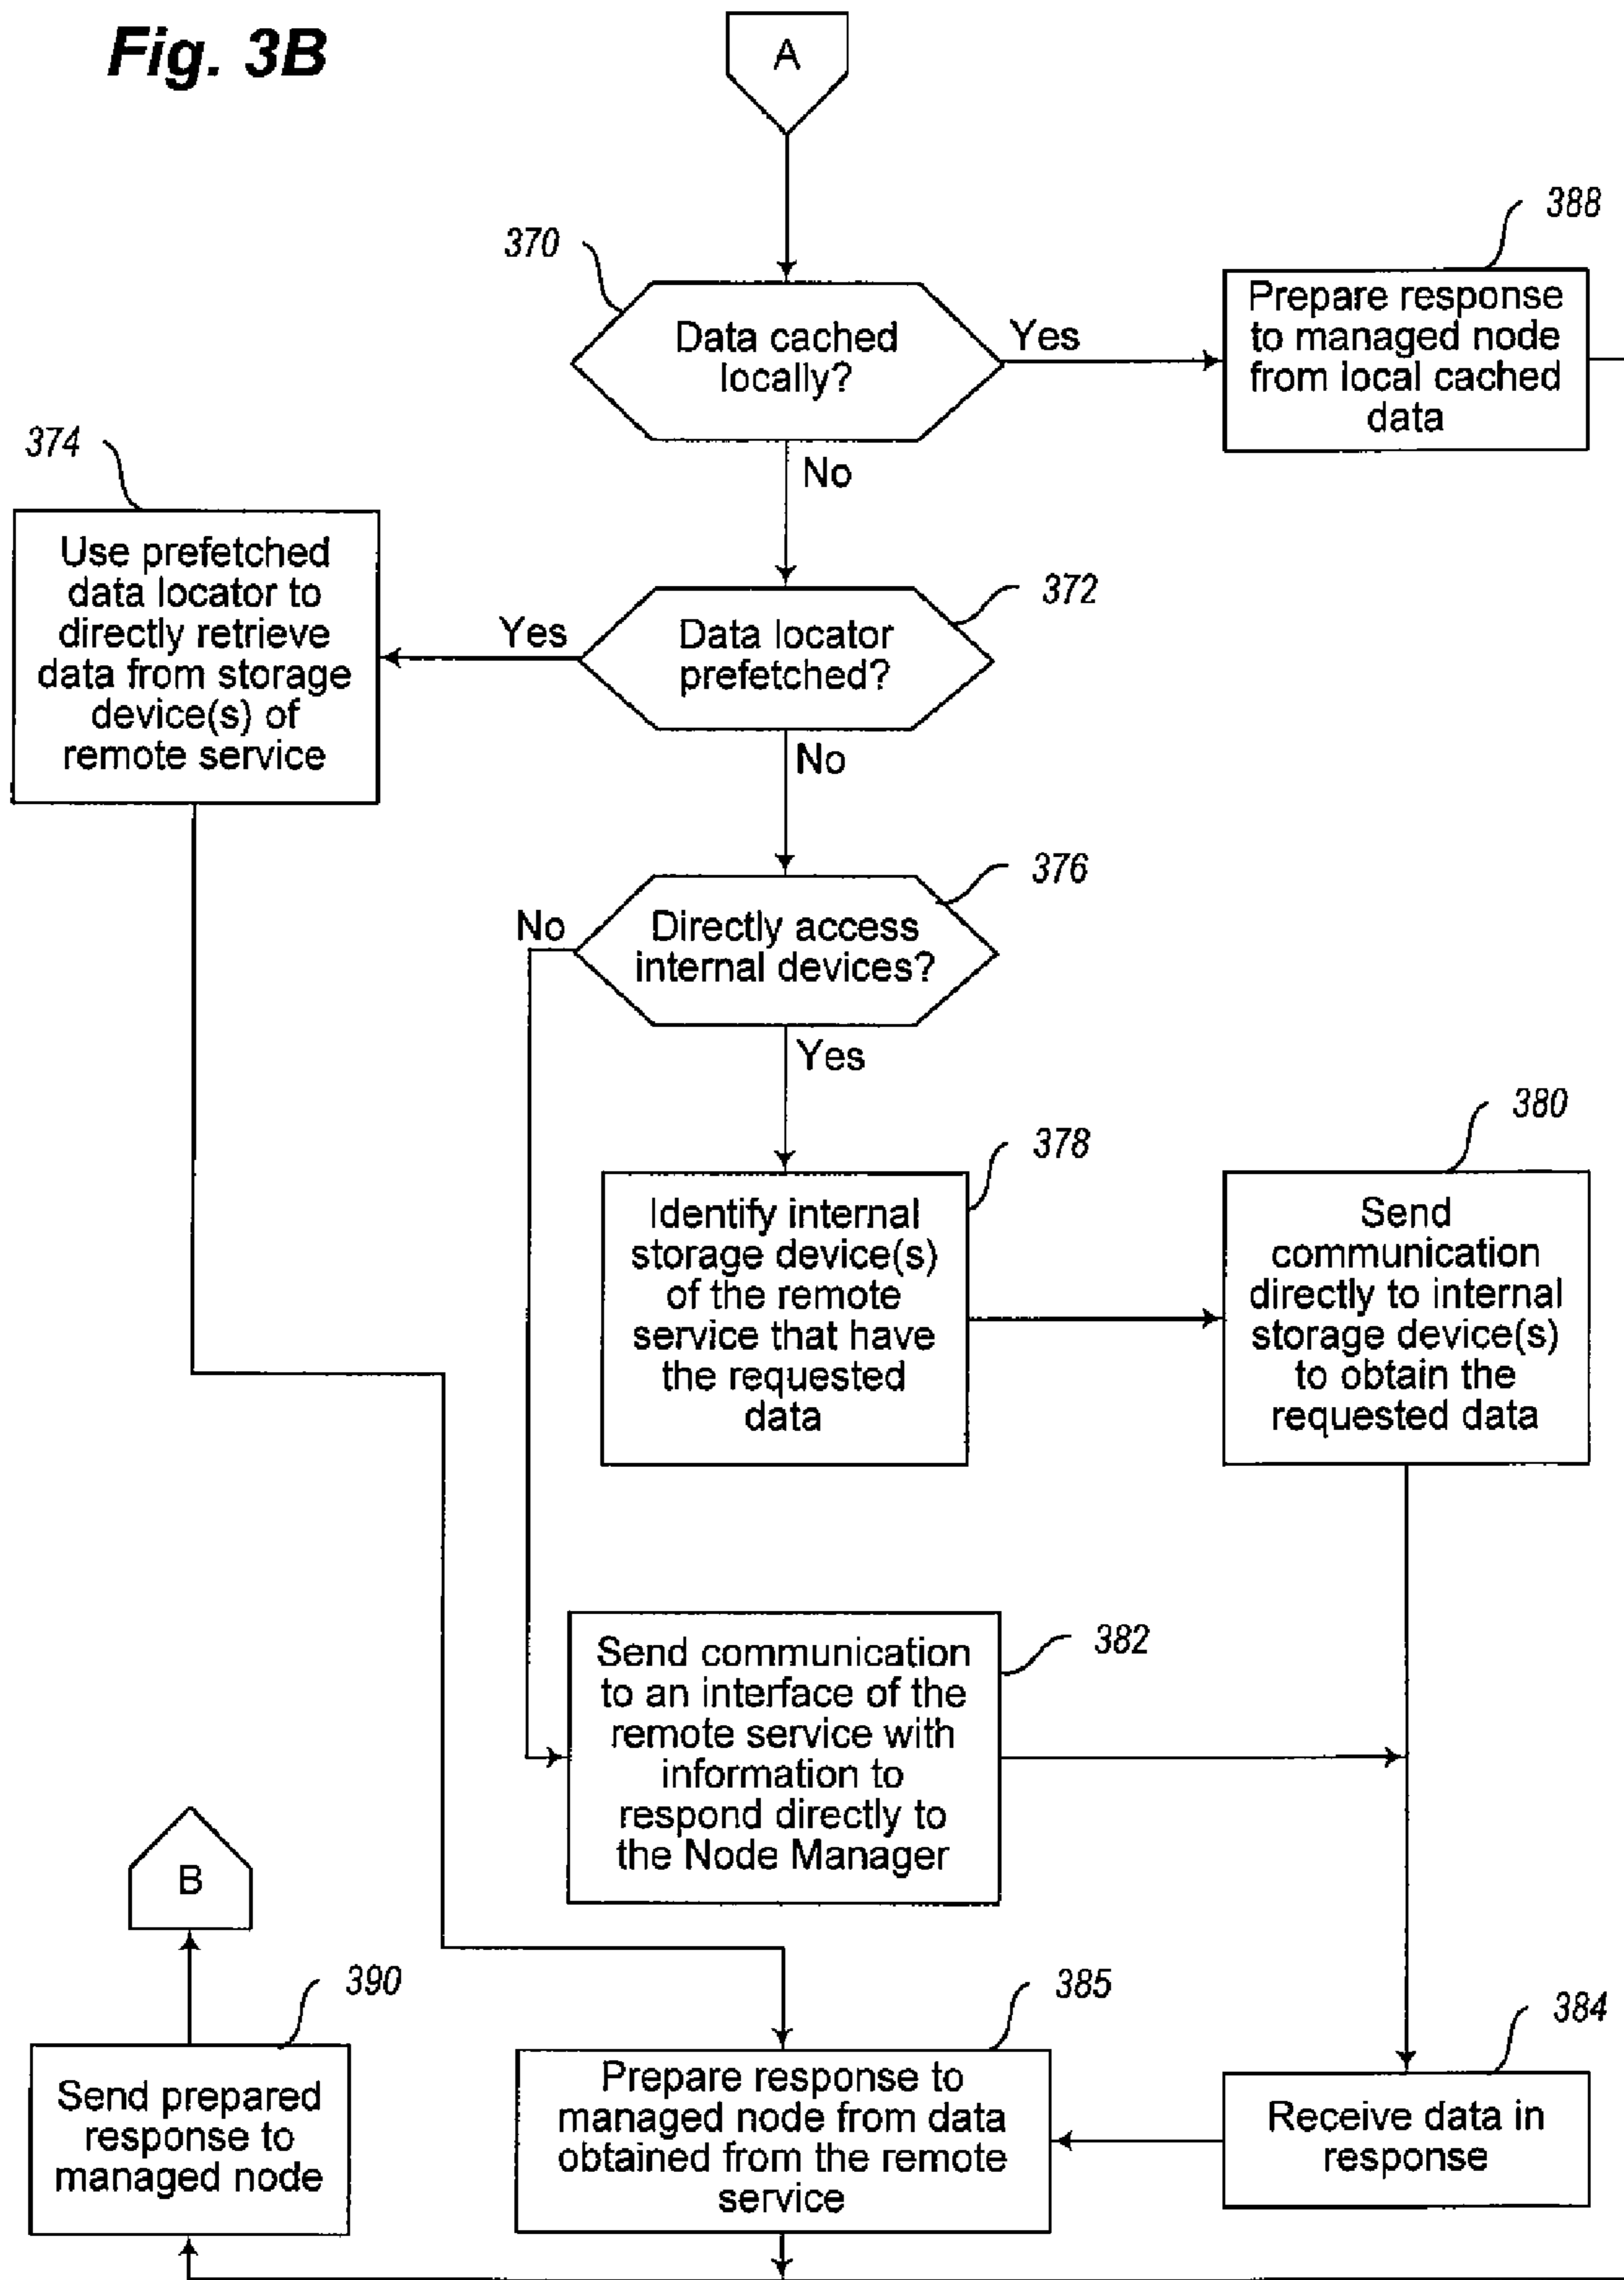 Fig. 3B
A
388
370
Data cached
locally?
Yes
Prepare response
to managed node
from local cached
data
No
374
Use prefetched
data locator to
directly retrieve
data from storage
device(s) of
remote service
372
Yes
Data locator
prefetched?
No
376
No
Directly access
internal devices?
Yes
380
378
Identify internal
storage device(s)
of the remote
service that have
the requested
data
Send
communication
directly to internal
storage device(s)
to obtain the
requested data
382
Send communication
to an interface of the
remote service with
information to
respond directly to
the Node Manager
B
390
385
384
Send prepared
response to
managed node
Prepare response to
managed node from data
obtained from the remote
service
Receive data in
response